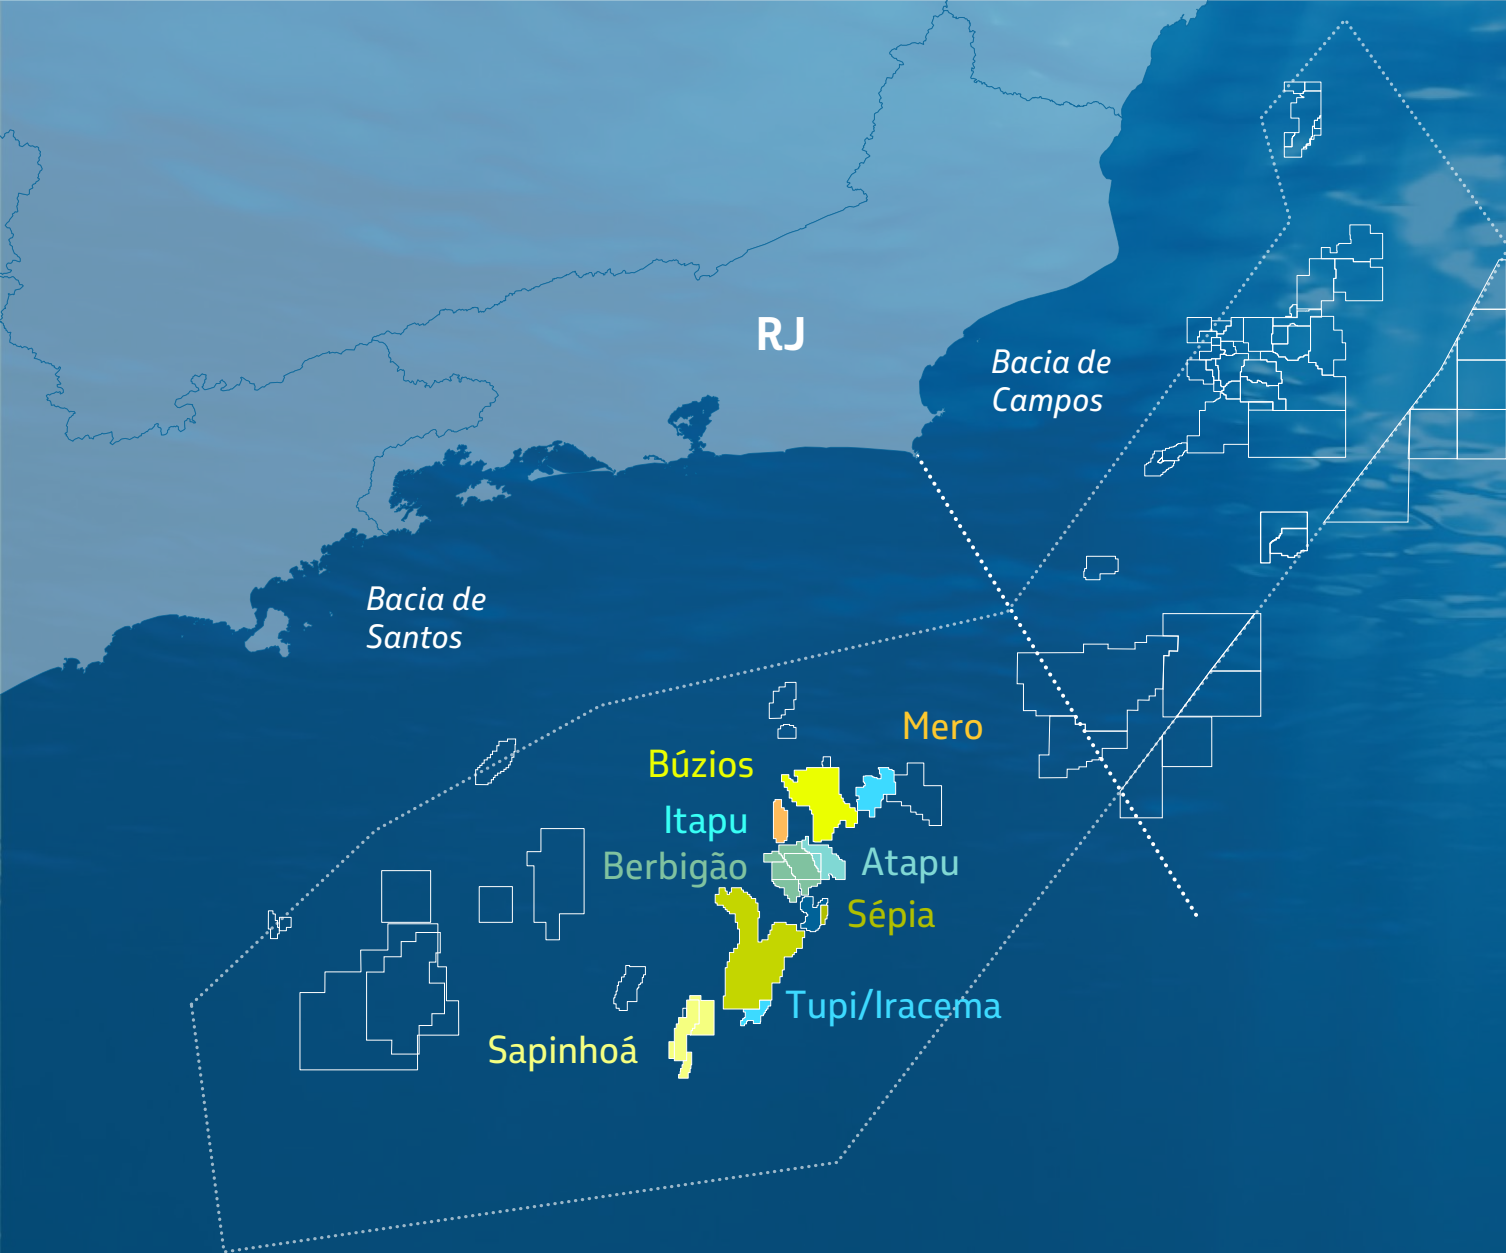 RJ
Bacia de
Campos
Bacia de
Santos
Mero
Búzios
Itapu
Berbigão
Atapu
Sépia
Tupi/Iracema
Sapinhoá